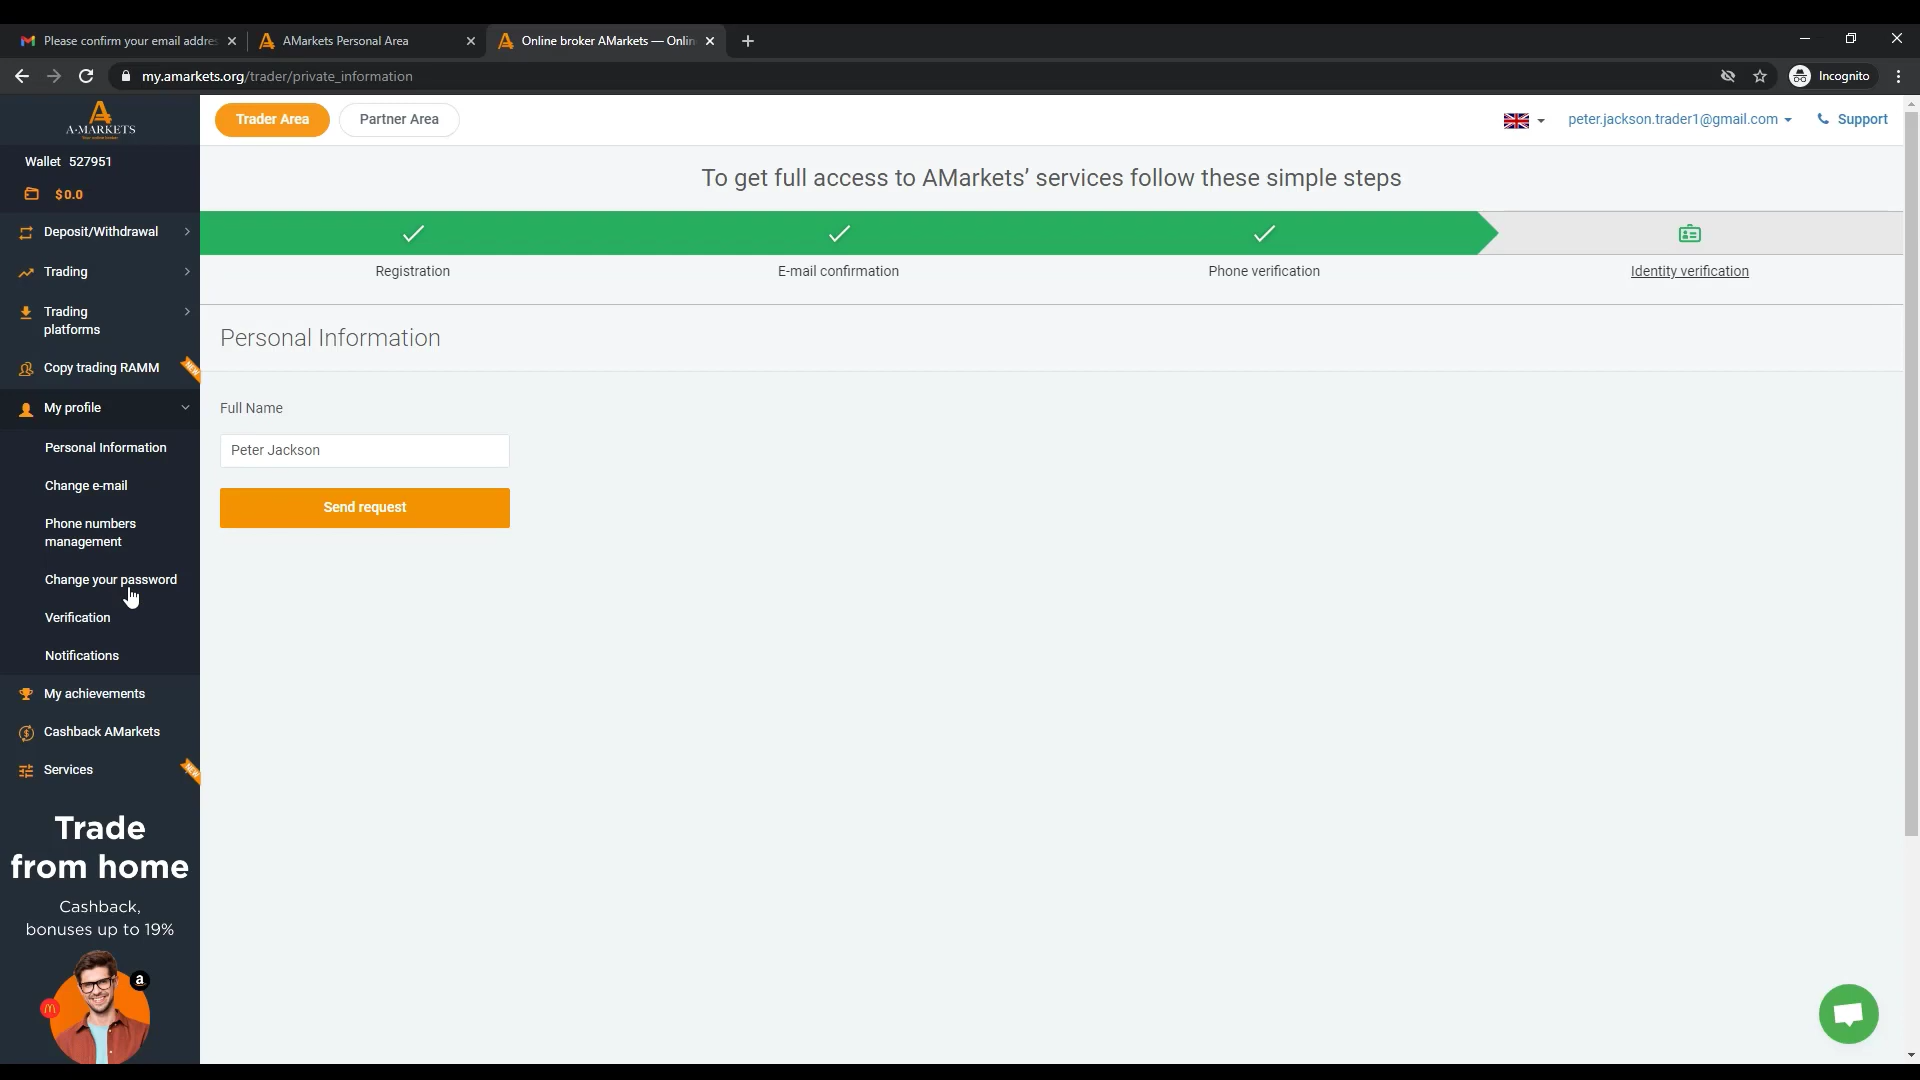 Please confirm your email addres
AMarkets Personal Area
Online broker AMarkets — Onlin
my.amarkets.org/trader/private_information
Incognito
A-MARKETS
Wallet 527951
$0.0
Deposit/Withdrawal
Trading
Trading
platforms
Copy trading RAMM
NEW
My profile
Personal Information
Change e-mail
Phone numbers
management
Change your password
Verification
Notifications
My achievements
Cashback AMarkets
Services
NEW
Trade
from home
Cashback,
bonuses up to 19%
a
m
Trader Area
Partner Area
peter.jackson.trader1@gmail.com
Support
To get full access to AMarkets’ services follow these simple steps
Registration
E-mail confirmation
Phone verification
Identity verification
Personal Information
Full Name
Peter Jackson
Send request